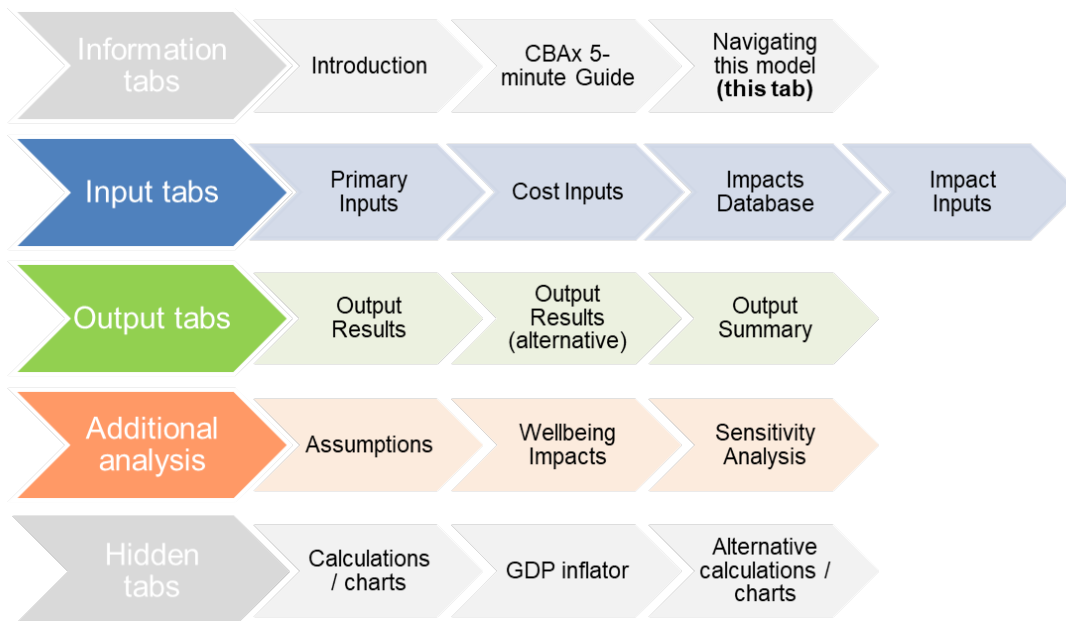 Information
tabs
Introduction
CBAx 5-
minute Guide
Navigating
this model
(this tab)
Input tabs
Primary
Inputs
Cost Inputs
Impacts
Database
Impact
Inputs
Output tabs
Output
Results
Output
Results
(alternative)
Output
Summary
Additional
analysis
Assumptions
Wellbeing
Impacts
Sensitivity
Analysis
Hidden
tabs
Calculations
/ charts
GDP inflator
Alternative
calculations /
charts